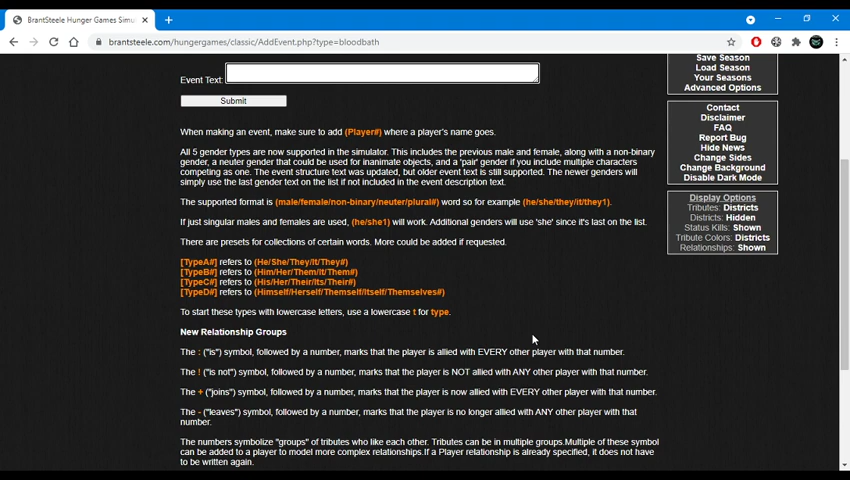 BrantSteele Hunger Games Simu
brantsteele.com/hungergames/classic/AddEvent.php?type=bloodbath
Event Text:
Submit
When making an event, make sure to add (Player#) where a player's name goes.
All 5 gender types are now supported in the simulator. This includes the previous male and female, along with a non-binary
gender, a neuter gender that could be used for inanimate objects, and a 'pair' gender if you include multiple characters
competing as one. The event structure text was updated, but older event text is still supported. The newer genders will
simply use the last gender text on the list if not included in the event description text.
The supported format is (male/female/non-binary/neuter/plural#) word so for example (he/she/they/it/they1).
If just singular males and females are used, (he/she1) will work. Additional genders will use 'she' since it's last on the list.
There are presets for collections of certain words. More could be added if requested.
[TypeA#] refers to (He/She/They/It/They#)
[TypeB#] refers to (Him/Her/Them/It/Them#)
[TypeC#] refers to (His/Her/Their/Its/Their#)
[TypeD#] refers to (Himself/Herself/Themself/Itself/Themselves#)
To start these types with lowercase letters, use a lowercase t for type.
New Relationship Groups
The : ("is") symbol, followed by a number, marks that the player is allied with EVERY other player with that number.
The ! ("is not") symbol, followed by a number, marks that the player is NOT allied with ANY other player with that number.
The + ("joins") symbol, followed by a number, marks that the player is now allied with EVERY other player with that number.
The - ("leaves") symbol, followed by a number, marks that the player is no longer allied with ANY other player with that
number.
The numbers symbolize "groups" of tributes who like each other. Tributes can be in multiple groups.Multiple of these symbol
can be added to a player to model more complex relationships.If a Player relationship is already specified, it does not have
to be written again.
Save Season
Load Season
Your Seasons
Advanced Options
Contact
Disclaimer
FAQ
Report Bug
Hide News
Change Sides
Change Background
Disable Dark Mode
Display Options
Tributes: Districts
Districts: Hidden
Status Kills: Shown
Tribute Colors: Districts
Relationships: Shown